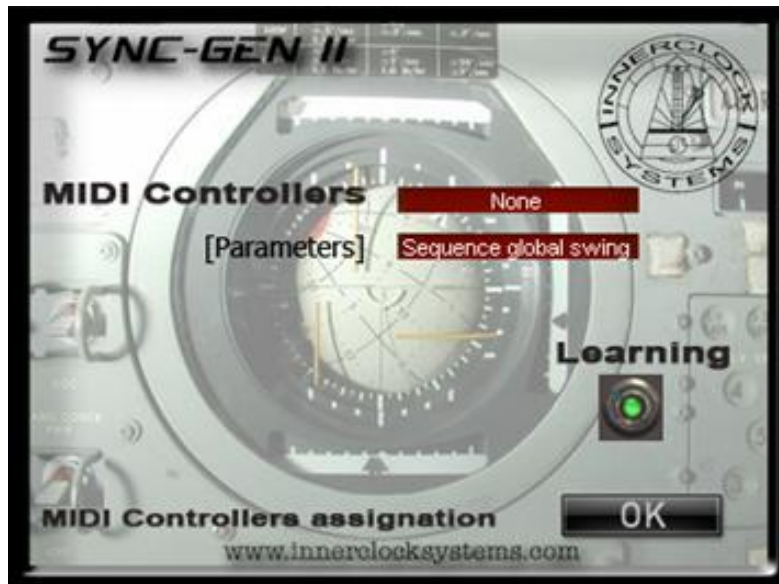 SYNC-GEN II
INNERCLOCK
SYSTEMS
MIDI Controllers
None
[Parameters]
Sequence global swing
Learning
MIDI Controllers assignation
OK
www.innerclocksystems.com